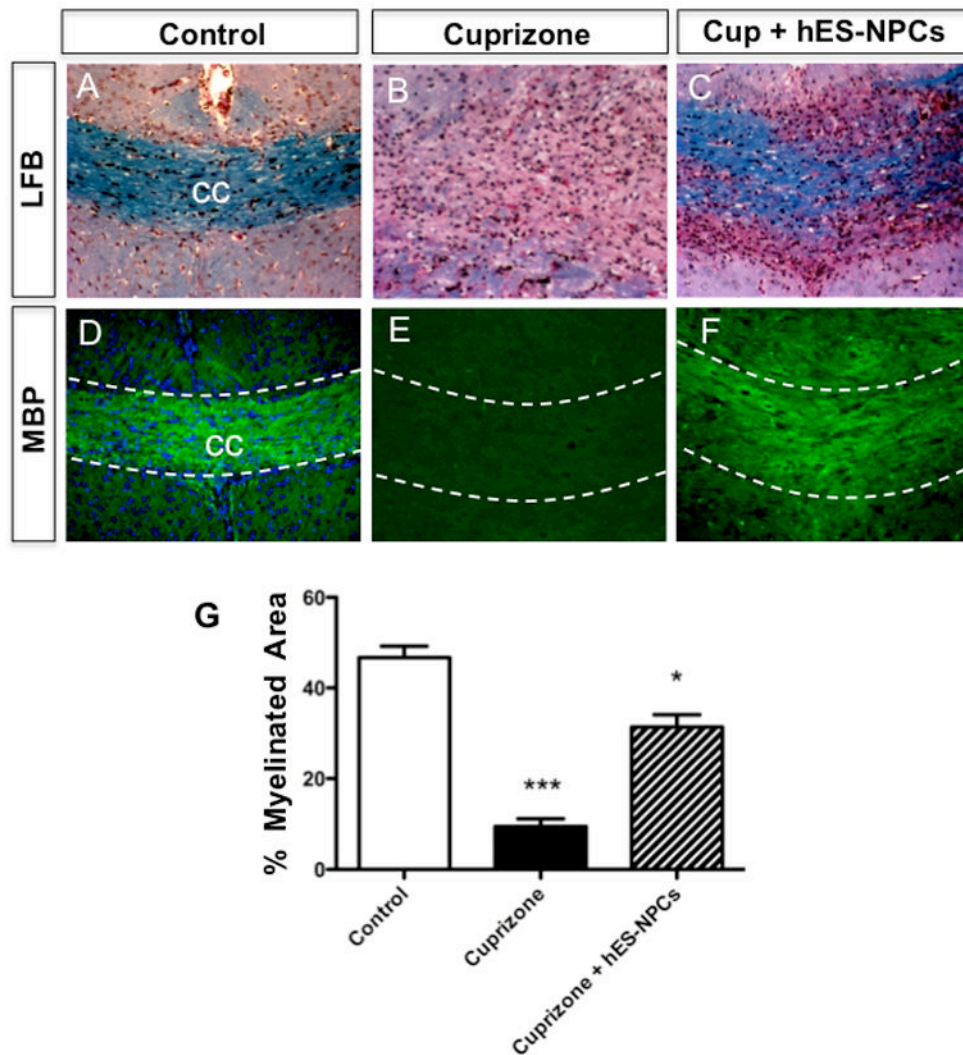 Control
Cuprizone
Cup + hES-NPCs
LFB
A
CC
B
C
MBP
D
CC
E
F
G
% Myelinated Area
60
40
20
0
***
*
Control
Cuprizone
Cuprizone + hES-NPCs